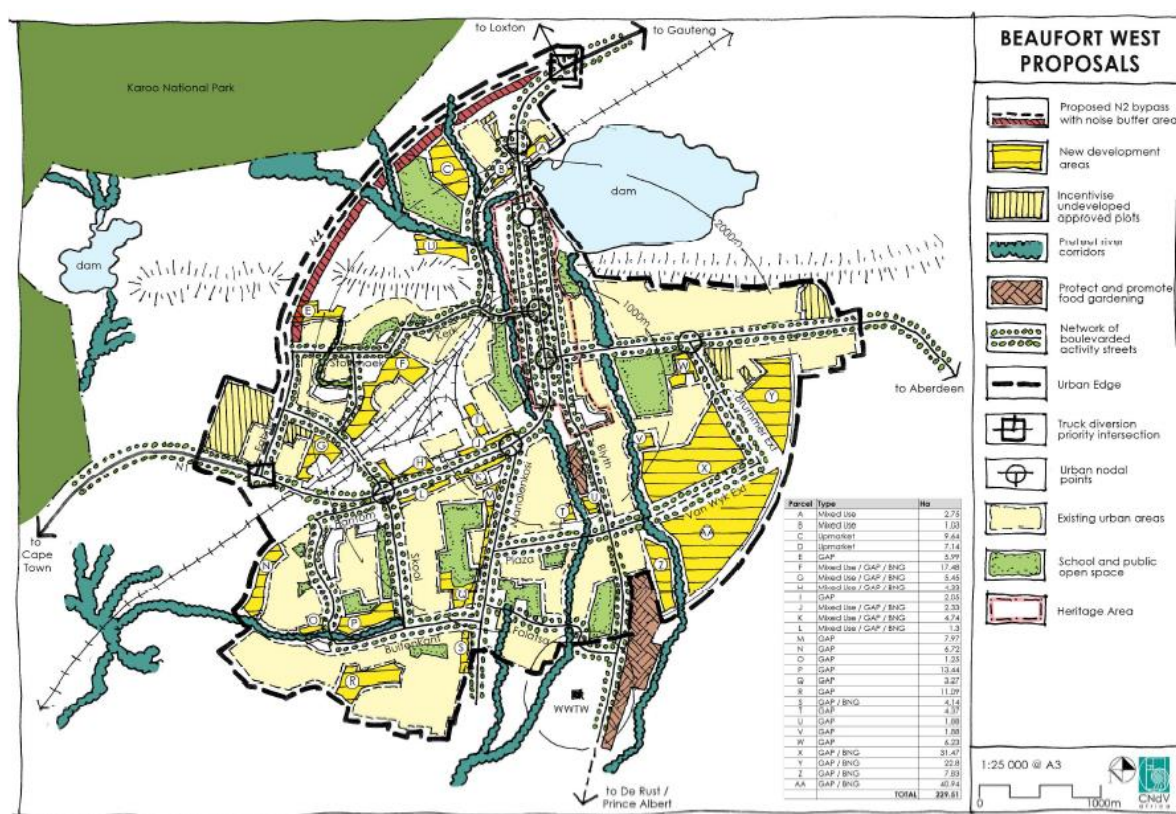 to Loxton
to Gauteng
Karoo National Park
dam
dam
N1
2000m
1000m
to Aberdeen
Kerk
Brummer Ext
Blyth
Van Wyk Ext
N1
to
Cape
Town
Bantom
Skool
Plaza
Falatsa
Buitenkant
WWTW
to De Rust /
Prince Albert
A
B
C
U
E
F
G
H
J
K
L
M
N
O
P
R
S
T
U
V
W
X
Y
Z
AA
Parcel Type Ha
A Mixed Use 2.75
B Mixed Use 1.03
C Upmarket 9.64
D Upmarket 7.14
E GAP 5.99
F Mixed Use / GAP / BNG 17.48
G Mixed Use / GAP / BNG 5.45
H Mixed Use / GAP / BNG 4.33
I GAP 2.05
J Mixed Use / GAP / BNG 2.33
K Mixed Use / GAP / BNG 4.74
L Mixed Use / GAP / BNG 1.3
M GAP 7.97
N GAP 6.72
O GAP 1.25
P GAP 13.44
Q GAP 3.27
R GAP 11.09
S GAP / BNG 4.14
T GAP 4.37
U GAP 1.88
V GAP 1.88
W GAP 6.23
X GAP / BNG 31.47
Y GAP / BNG 22.8
Z GAP / BNG 7.83
AA GAP / BNG 40.94
TOTAL 229.51
BEAUFORT WEST
PROPOSALS
Proposed N2 bypass
with noise buffer area
New development
areas
Incentivise
undeveloped
approved plots
Protect river
corridors
Protect and promote
food gardening
Network of
boulevarded
activity streets
Urban Edge
Truck diversion
priority intersection
Urban nodal
points
Existing urban areas
School and public
open space
Heritage Area
1:25 000 @ A3
0 1000m
CNdV
africa